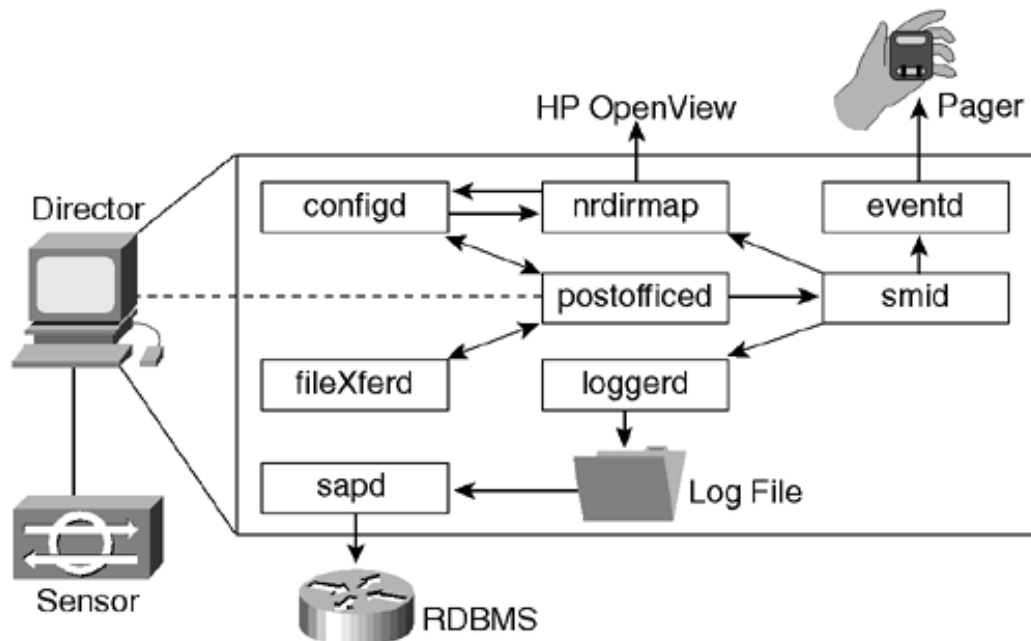 HP OpenView
Pager
Director
configd
nrdirmap
eventd
postofficed
smid
fileXferd
loggerd
sapd
Log File
Sensor
RDBMS